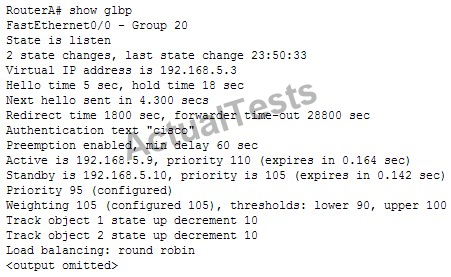 RouterA# show glbp
FastEthernet0/0 - Group 20
State is listen
2 state changes, last state change 23:50:33
Virtual IP address is 192.168.5.3
Hello time 5 sec, hold time 18 sec
Next hello sent in 4.300 secs
Redirect time 1800 sec, forwarder time-out 28800 sec
Authentication text "cisco"
Preemption enabled, min delay 60 sec
Active is 192.168.5.9, priority 110 (expires in 0.164 sec)
Standby is 192.168.5.10, priority is 105 (expires in 0.142 sec)
Priority 95 (configured)
Weighting 105 (configured 105), thresholds: lower 90, upper 100
Track object 1 state up decrement 10
Track object 2 state up decrement 10
Load balancing: round robin
<output omitted>
ActualTests